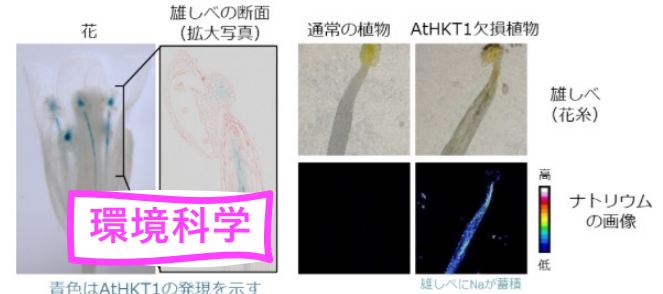 花
雄しべの断面
（拡大写真）
環境科学
青色はAtHKT1の発現を示す
通常の植物
AtHKT1欠損植物
雄しべ
（花糸）
高
低
ナトリウム
の画像
雄しべにNaが蓄積